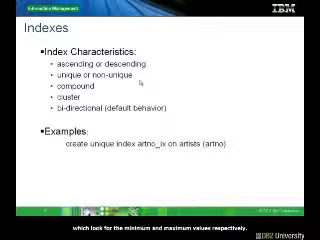 Information Management
IBM
Indexes
▪Index Characteristics:
• ascending or descending
• unique or non-unique
• compound
• cluster
• bi-directional (default behavior)
▪Examples:
create unique index artno_ix on artists (artno)
which look for the minimum and maximum values respectively.
DB2 University